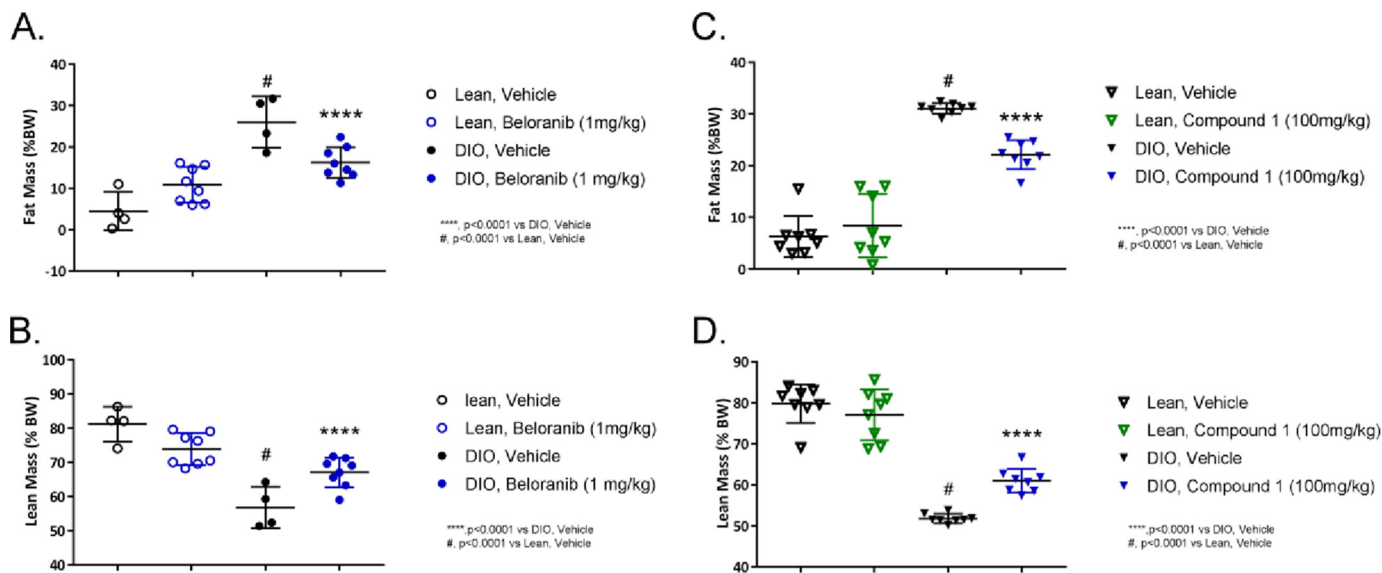 A.
Fat Mass (%BW)
40
30
20
10
0
-10
#
****
Lean, Vehicle
Lean, Beloranib (1mg/kg)
DIO, Vehicle
DIO, Beloranib (1 mg/kg)
****, p<0.0001 vs DIO, Vehicle
#, p<0.0001 vs Lean, Vehicle
B.
Lean Mass (% BW)
100
90
80
70
60
50
40
#
****
lean, Vehicle
Lean, Beloranib (1mg/kg)
DIO, Vehicle
DIO, Beloranib (1 mg/kg)
****,p<0.0001 vs DIO, Vehicle
#, p<0.0001 vs Lean, Vehicle
C.
Fat Mass (%BW)
40
30
20
10
0
#
****
Lean, Vehicle
Lean, Compound 1 (100mg/kg)
DIO, Vehicle
DIO, Compound 1 (100mg/kg)
****, p<0.0001 vs DIO, Vehicle
#, p<0.0001 vs Lean, Vehicle
D.
Lean Mass (% BW)
90
80
70
60
50
40
#
****
Lean, Vehicle
Lean, Compound 1 (100mg/kg)
DIO, Vehicle
DIO, Compound 1 (100mg/kg)
****,p<0.0001 vs DIO, Vehicle
#, p<0.0001 vs Lean, Vehicle